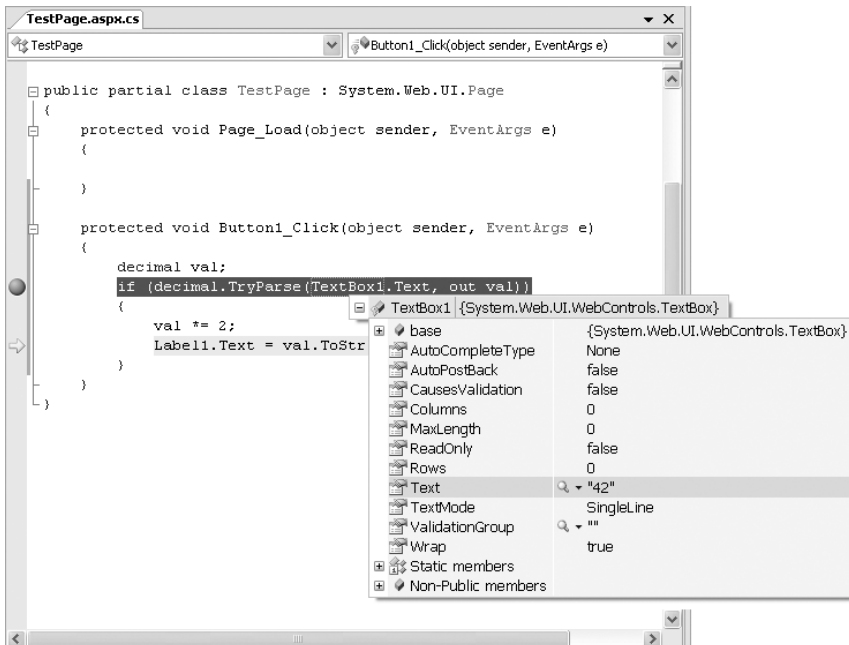 TestPage.aspx.cs
TestPage
Button1_Click(object sender, EventArgs e)
public partial class TestPage : System.Web.UI.Page
{
protected void Page_Load(object sender, EventArgs e)
{
}
protected void Button1_Click(object sender, EventArgs e)
{
decimal val;
if (decimal.TryParse(TextBox1.Text, out val))
{
val *= 2;
Label1.Text = val.ToStr
}
}
}
TextBox1 {System.Web.UI.WebControls.TextBox}
base {System.Web.UI.WebControls.TextBox}
AutoCompleteType None
AutoPostBack false
CausesValidation false
Columns 0
MaxLength 0
ReadOnly false
Rows 0
Text "42"
TextMode SingleLine
ValidationGroup ""
Wrap true
Static members
Non-Public members